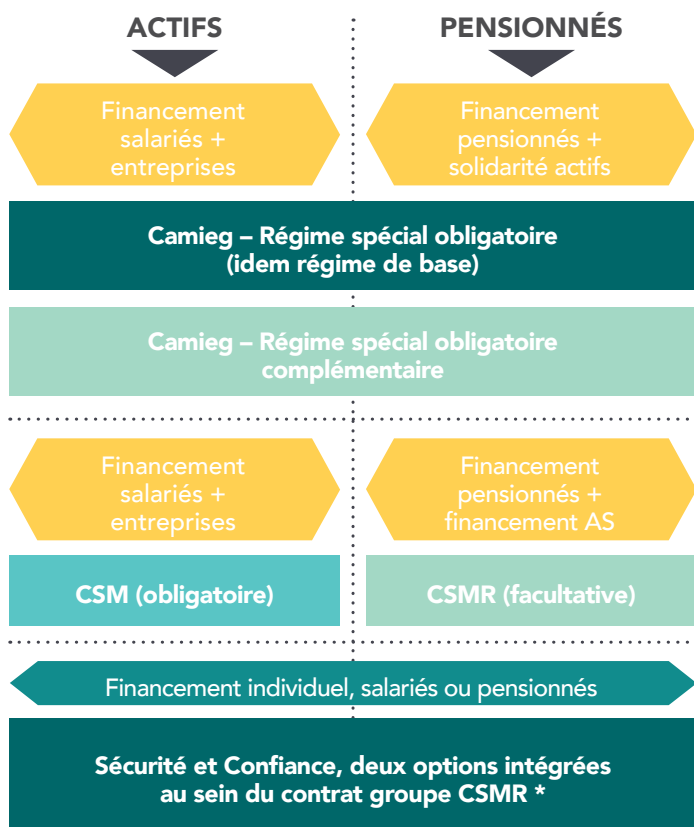 ACTIFS
PENSIONNÉS
Financement
salariés +
entreprises
Financement
pensionnés +
solidarité actifs
Camieg – Régime spécial obligatoire
(idem régime de base)
Camieg – Régime spécial obligatoire
complémentaire
Financement
salariés +
entreprises
Financement
pensionnés +
financement AS
CSM (obligatoire)
CSMR (facultative)
Financement individuel, salariés ou pensionnés
Sécurité et Confiance, deux options intégrées
au sein du contrat groupe CSMR *